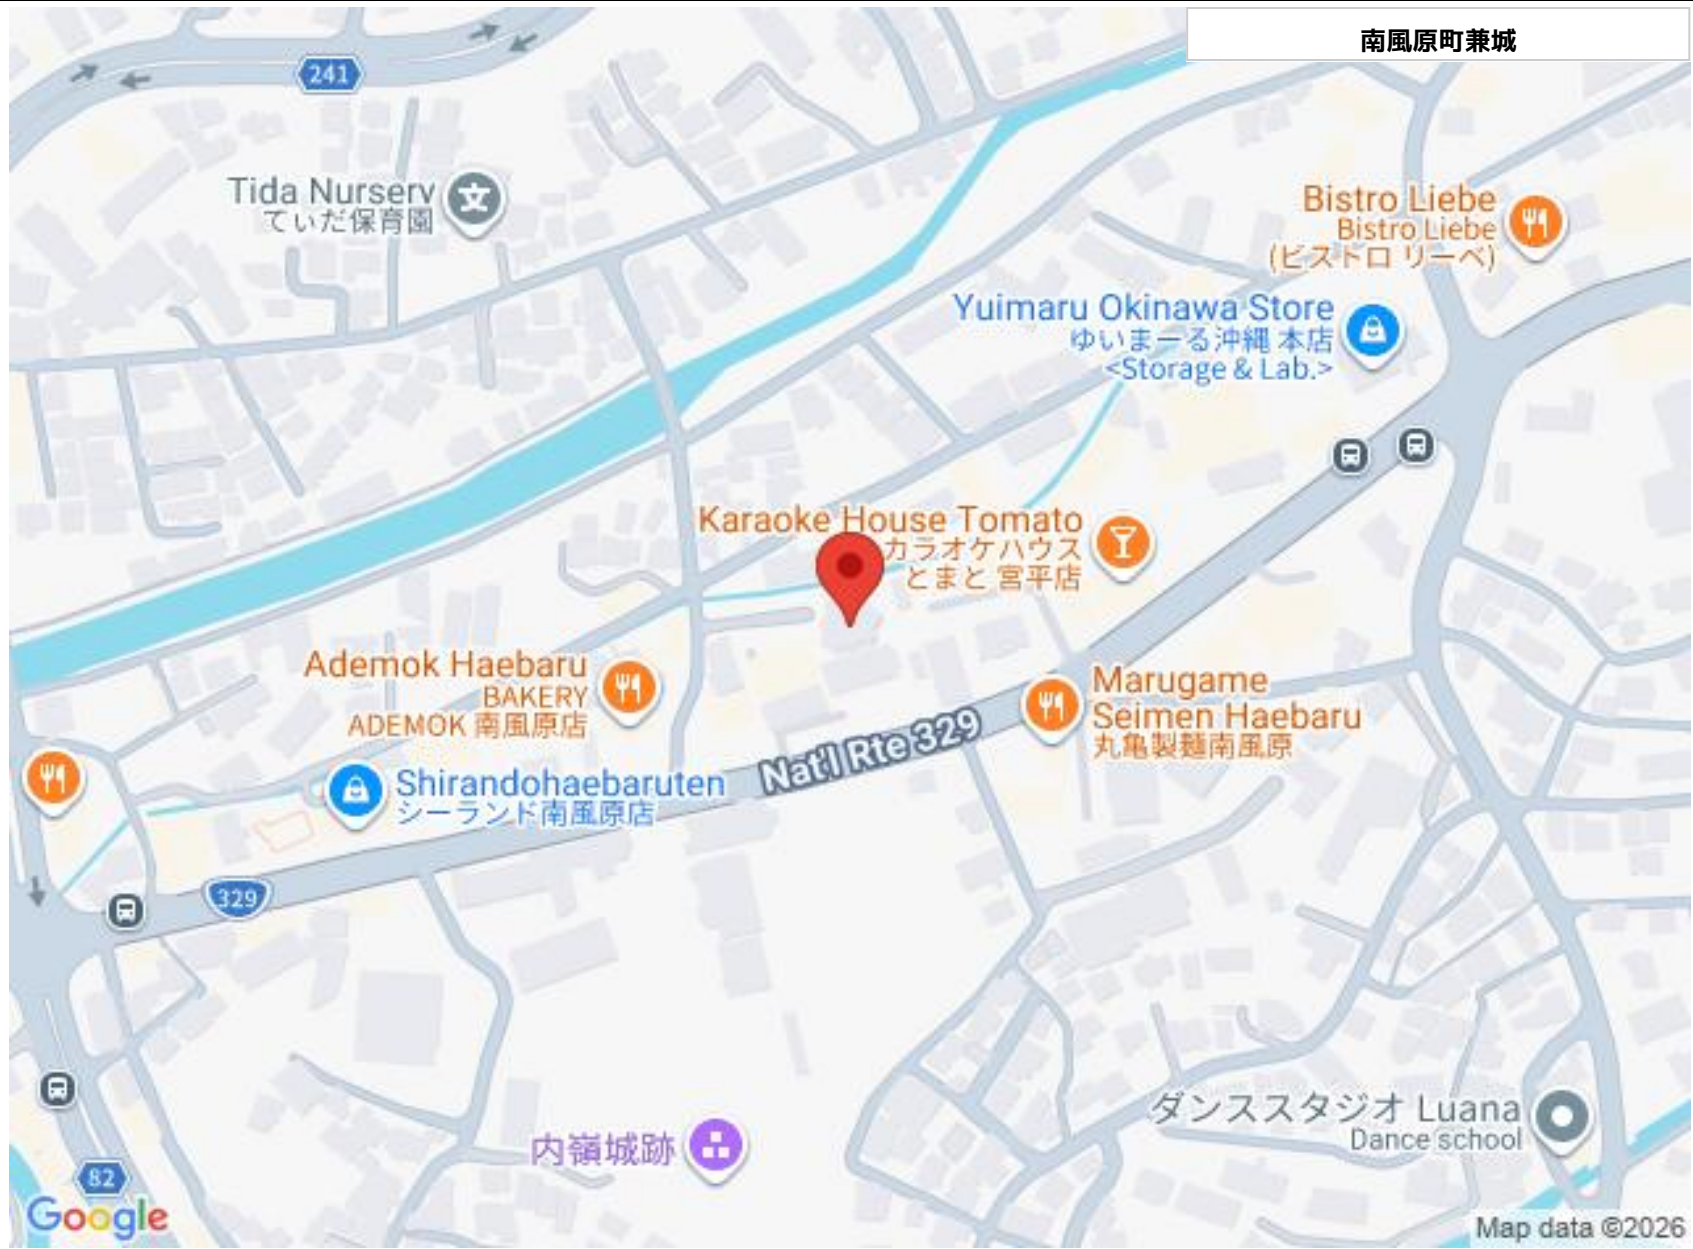 南風原町兼城
241
Tida Nursery
てぃだ保育園
Bistro Liebe
Bistro Liebe
(ビストロ リーベ)
Yuimaru Okinawa Store
ゆいまーる沖縄 本店
<Storage & Lab.>
Karaoke House Tomato
カラオケハウス
とまと 宮平店
Ademok Haebaru
BAKERY
ADEMOK 南風原店
Marugame
Seimen Haebaru
丸亀製麺南風原
Nat'l Rte 329
Shirandohaebaruten
シーランド南風原店
329
ダンススタジオ Luana
Dance school
内嶺城跡
82
Google
Map data ©2026